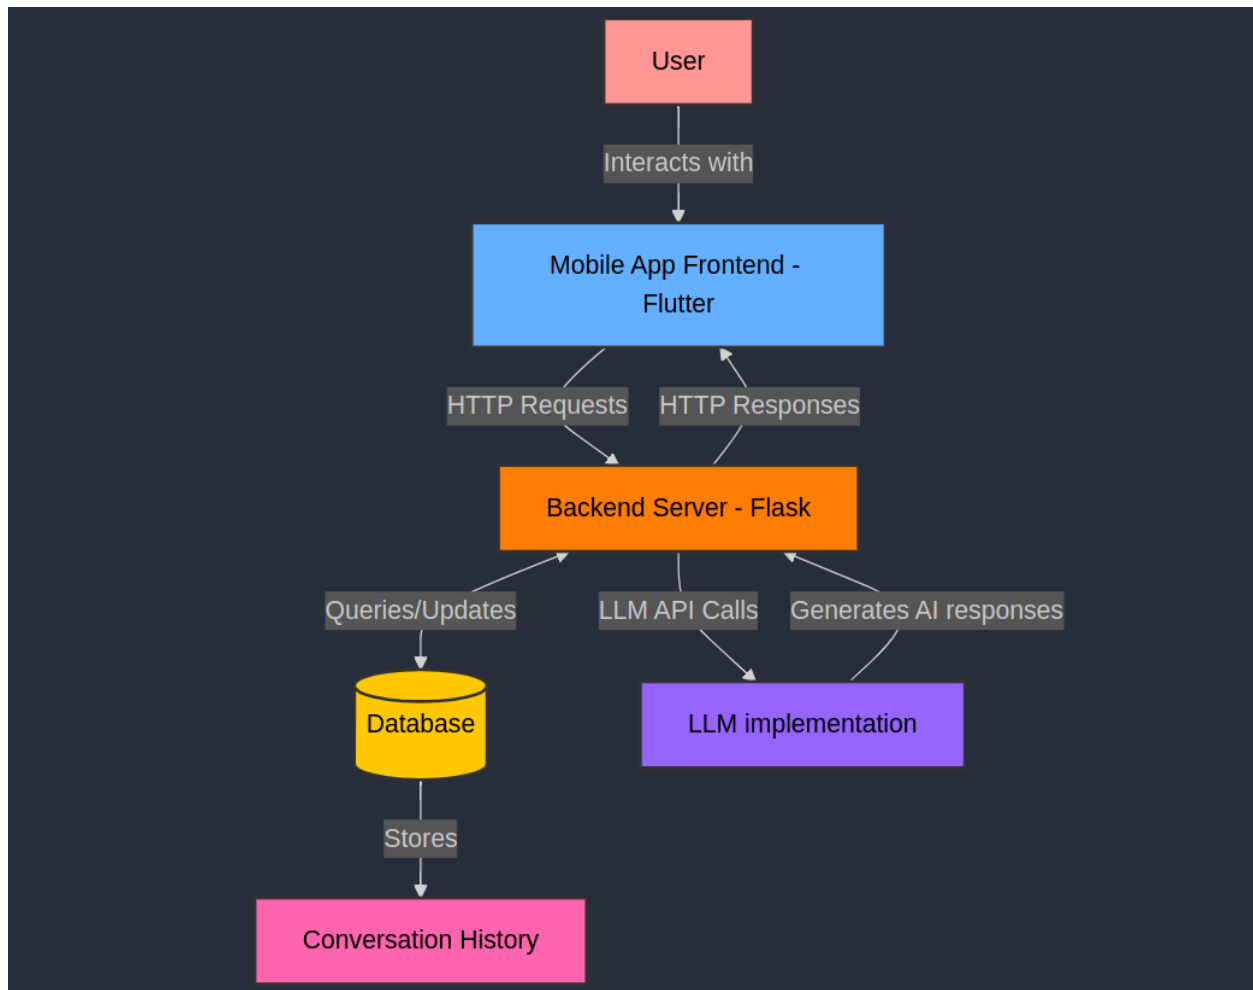 User
Interacts with
Mobile App Frontend -
Flutter
HTTP Requests
HTTP Responses
Backend Server - Flask
Queries/Updates
LLM API Calls
Generates AI responses
Database
LLM implementation
Stores
Conversation History